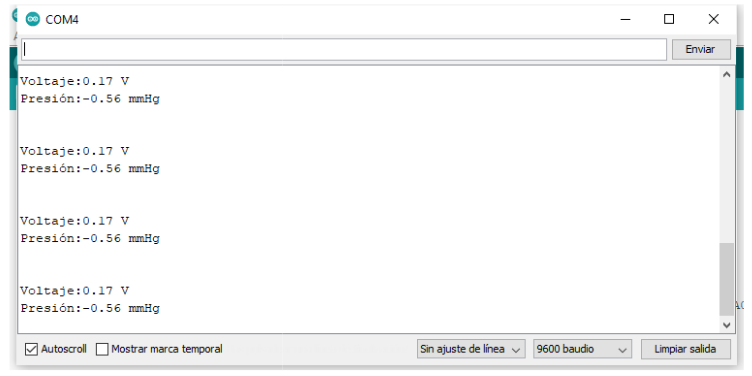 COM4
Enviar
Voltaje:0.17 V
Presión:-0.56 mmHg
Voltaje:0.17 V
Presión:-0.56 mmHg
Voltaje:0.17 V
Presión:-0.56 mmHg
Voltaje:0.17 V
Presión:-0.56 mmHg
Autoscroll Mostrar marca temporal Sin ajuste de línea 9600 baudio Limpiar salida